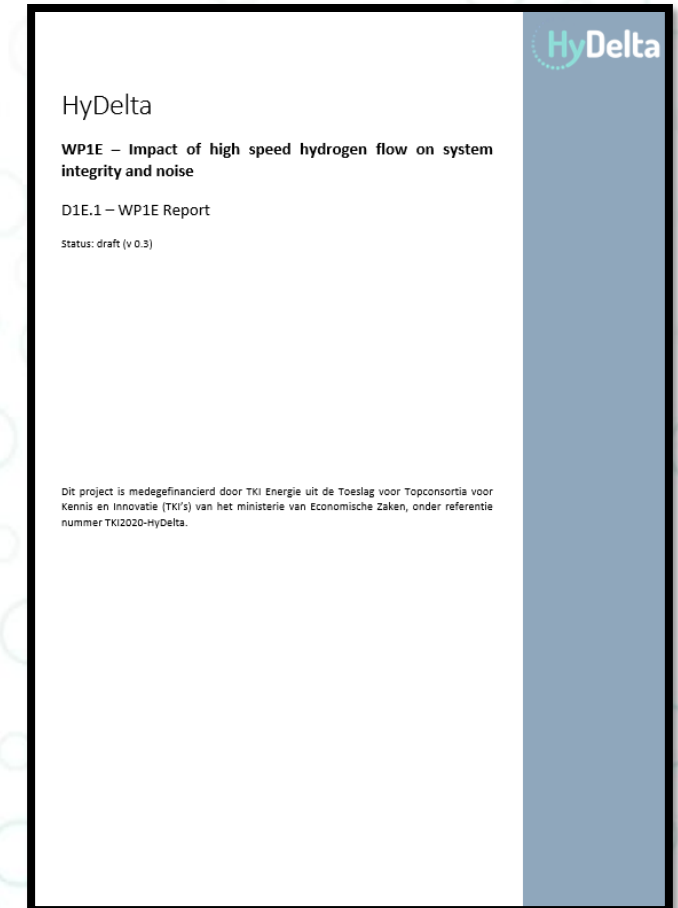 HyDelta
HyDelta
WP1E – Impact of high speed hydrogen flow on system
integrity and noise
D1E.1 – WP1E Report
Status: draft (v 0.3)
Dit project is medegefinancierd door TKI Energie uit de Toeslag voor Topconsortia voor
Kennis en Innovatie (TKI's) van het ministerie van Economische Zaken, onder referentie
nummer TKI2020-HyDelta.